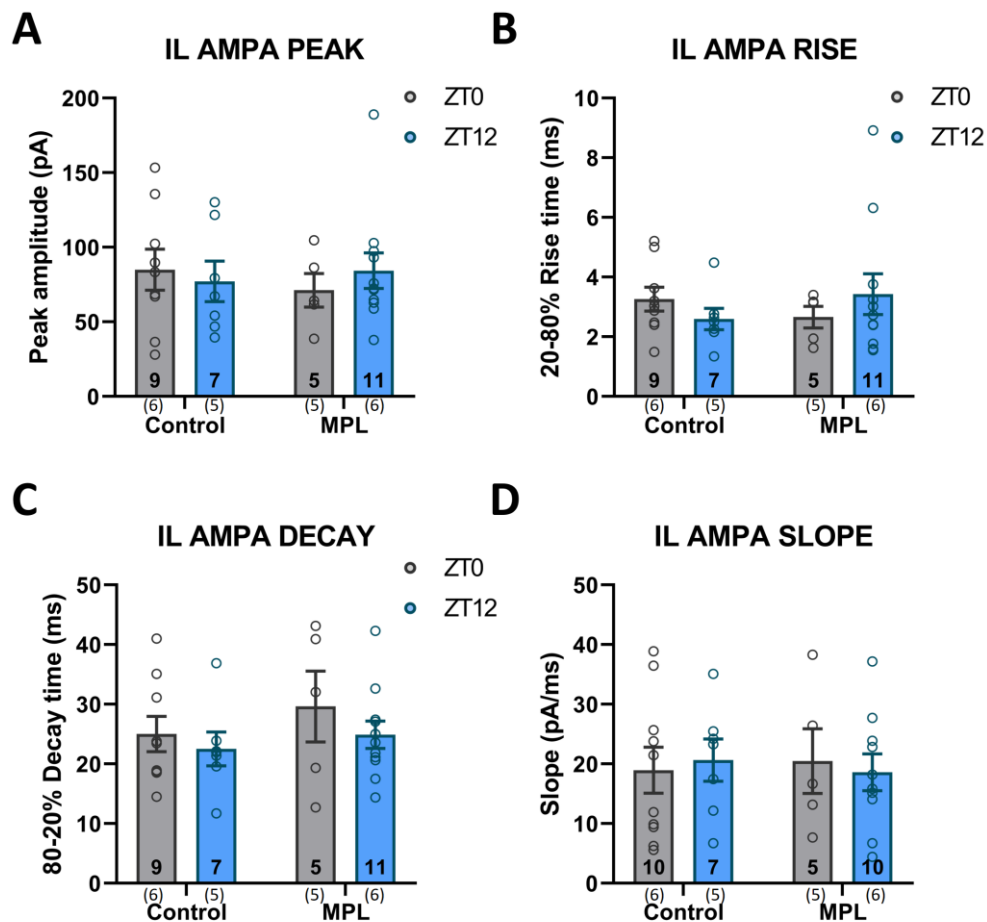 A
IL AMPA PEAK
ZT0
ZT12
Peak amplitude (pA)
200
150
100
50
0
9 7 5 11
(6) (5) (5) (6)
Control MPL
B
IL AMPA RISE
ZT0
ZT12
20-80% Rise time (ms)
10
8
6
4
2
0
9 7 5 11
(6) (5) (5) (6)
Control MPL
C
IL AMPA DECAY
ZT0
ZT12
80-20% Decay time (ms)
50
40
30
20
10
0
9 7 5 11
(6) (5) (5) (6)
Control MPL
D
IL AMPA SLOPE
Slope (pA/ms)
50
40
30
20
10
0
10 7 5 10
(6) (5) (5) (6)
Control MPL